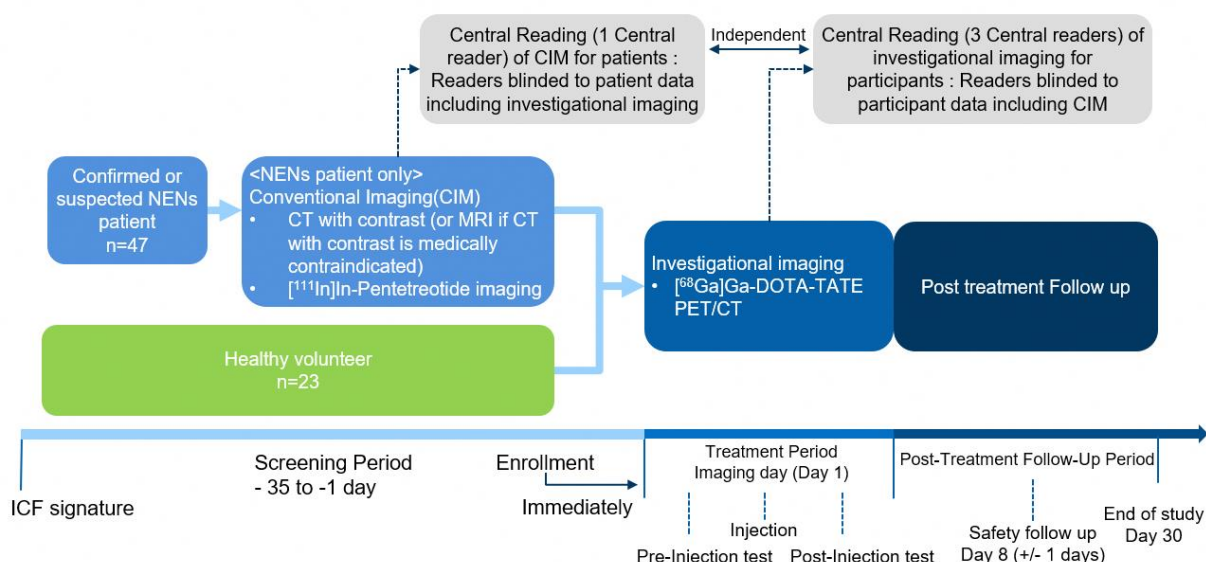 Central Reading (1 Central
reader) of CIM for patients :
Readers blinded to patient data
including investigational imaging
Independent
Central Reading (3 Central readers) of
investigational imaging for
participants : Readers blinded to
participant data including CIM
Confirmed or
suspected NENs
patient
n=47
<NENs patient only>
Conventional Imaging(CIM)
• CT with contrast (or MRI if CT
with contrast is medically
contraindicated)
• [¹¹¹In]In-Pentetreotide imaging
Healthy volunteer
n=23
Investigational imaging
• [⁶⁸Ga]Ga-DOTA-TATE
PET/CT
Post treatment Follow up
ICF signature
Screening Period
- 35 to -1 day
Enrollment
Immediately
Treatment Period
Imaging day (Day 1)
Pre-Injection test
Injection
Post-Injection test
Post-Treatment Follow-Up Period
Safety follow up
Day 8 (+/- 1 days)
End of study
Day 30